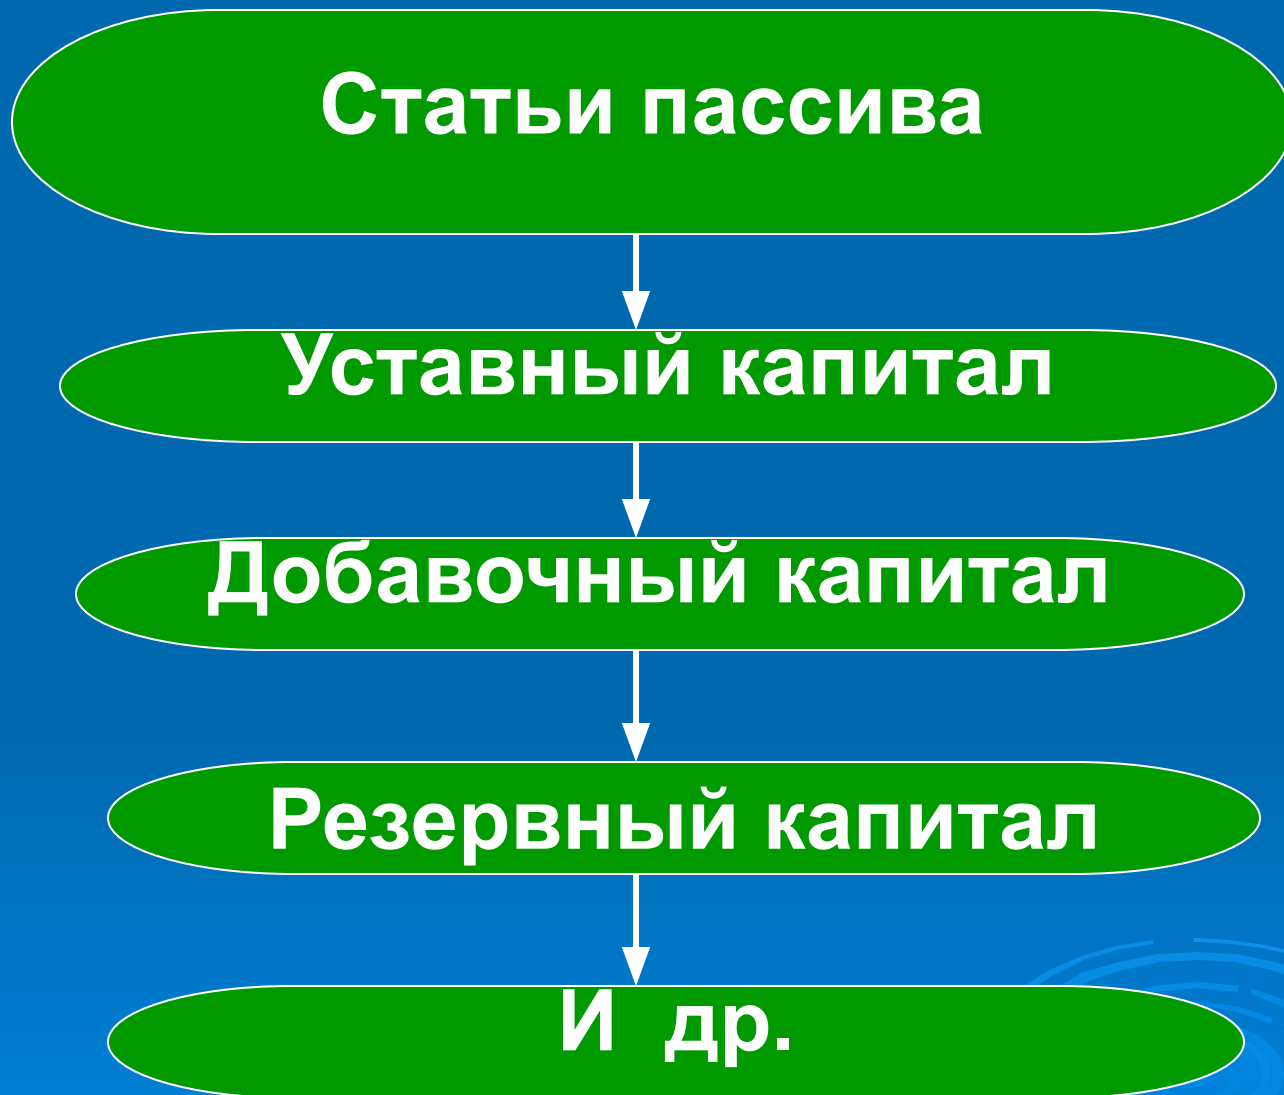 Статьи пассива
Уставный капитал
Добавочный капитал
Резервный капитал
И др.